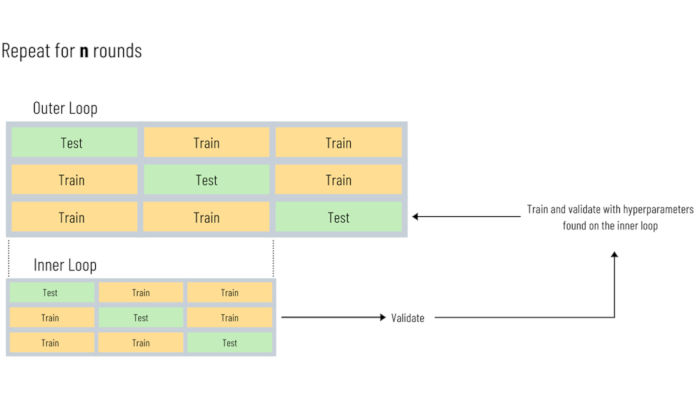 Repeat for n rounds
Outer Loop
Test Train Train
Train Test Train
Train Train Test
Train and validate with hyperparameters
found on the inner loop
Inner Loop
Test Train Train
Train Test Train
Train Train Test
Validate